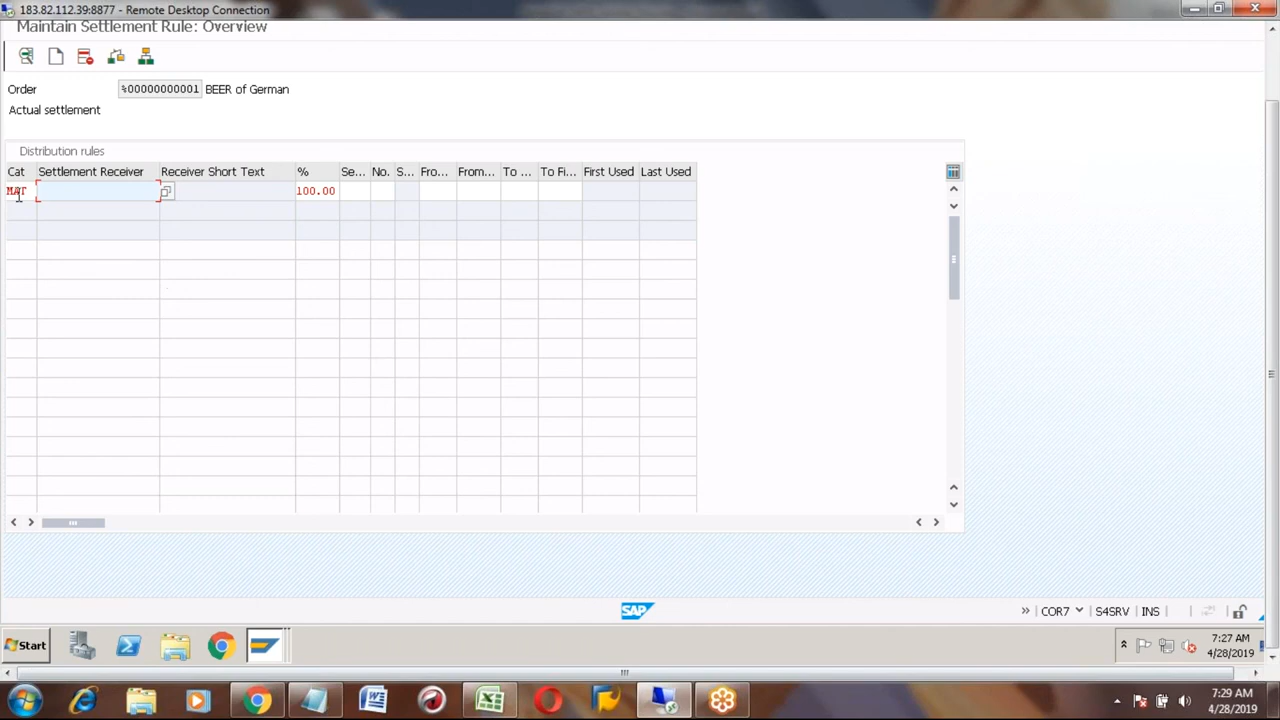 183.82.112.39:8877 - Remote Desktop Connection
Maintain Settlement Rule: Overview
Order %00000000001 BEER of German
Actual settlement
Distribution rules
Cat Settlement Receiver Receiver Short Text % Se... No. S... Fro... From... To ... To Fi... First Used Last Used
MAT 100.00
SAP
COR7 S4SRV INS
Start
7:27 AM
4/28/2019
7:29 AM
4/28/2019